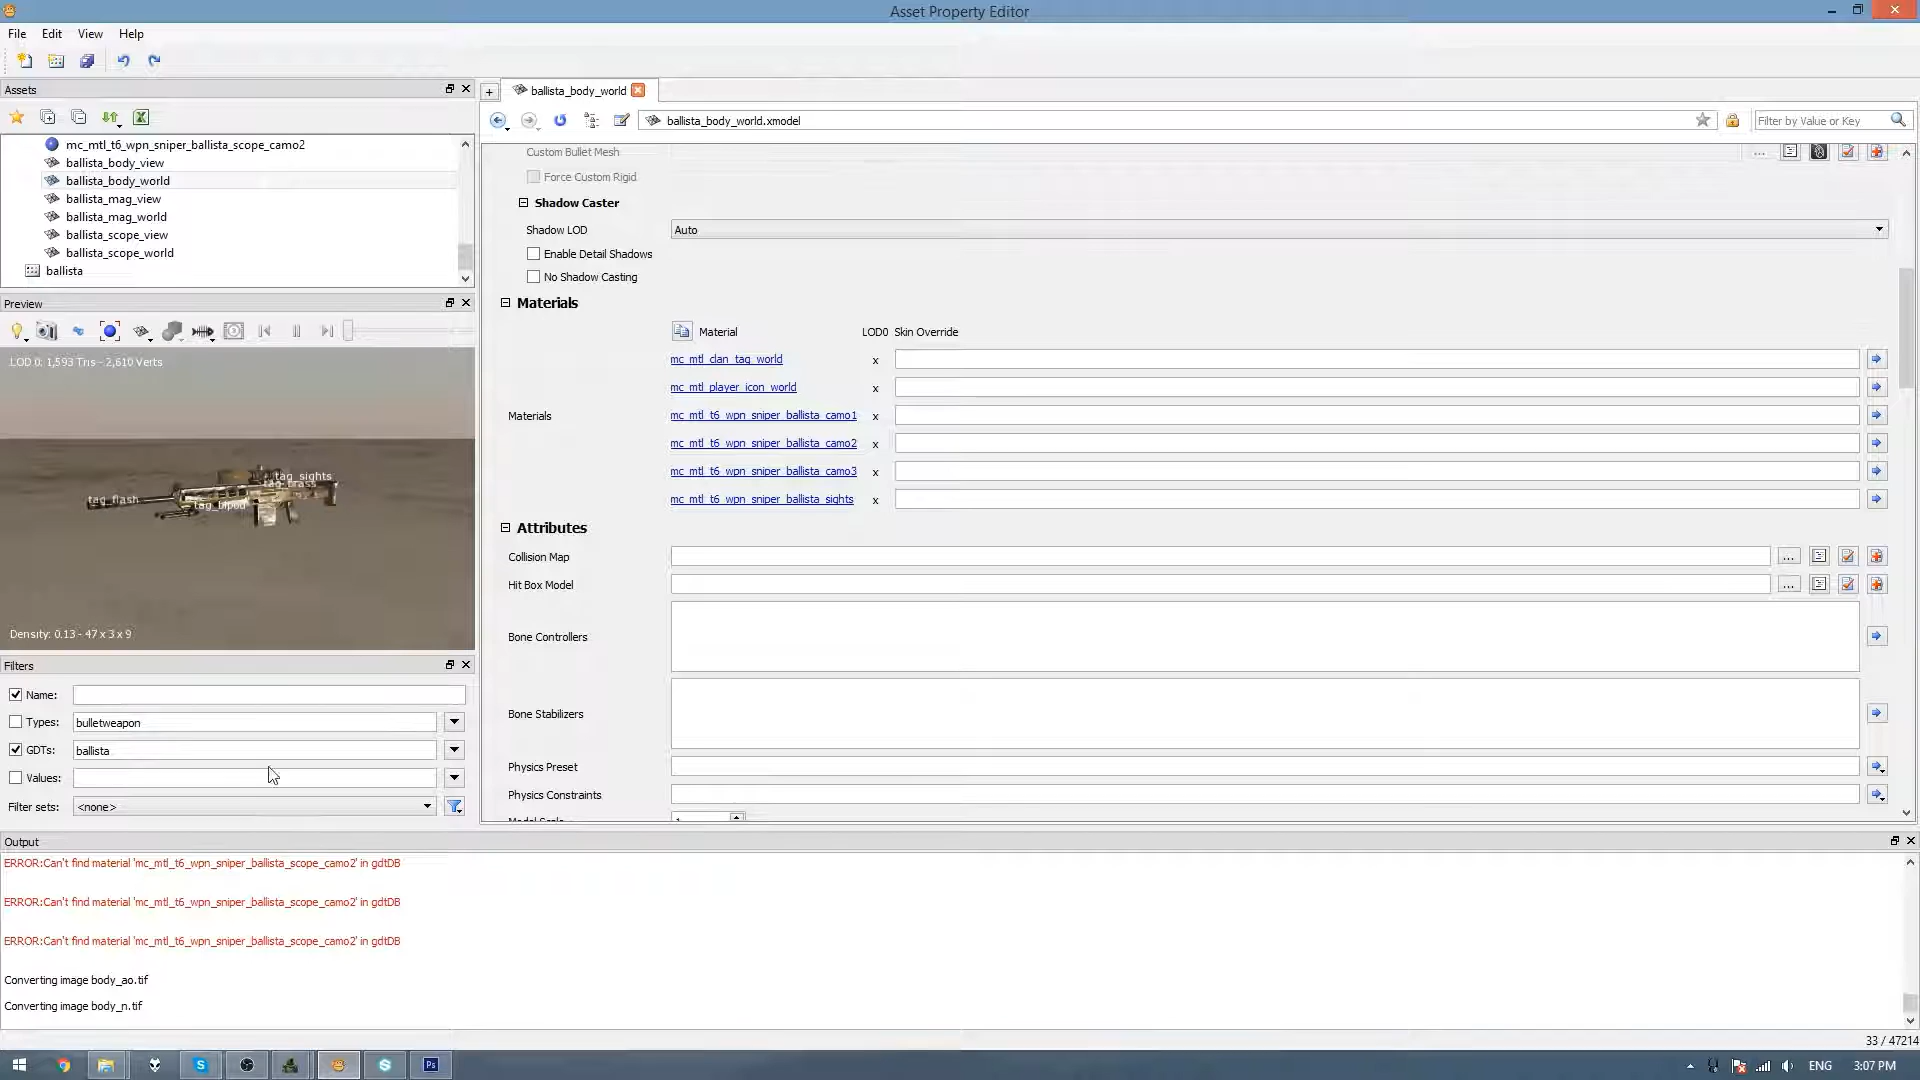 Asset Property Editor
File Edit View Help
Assets
mc_mtl_t6_wpn_sniper_ballista_scope_camo2
ballista_body_view
ballista_body_world
ballista_mag_view
ballista_mag_world
ballista_scope_view
ballista_scope_world
ballista
Preview
LOD 0: 1,593 Tris - 2,610 Verts
tag_sights
tag_brass
tag_flash
tag_bipod
Density: 0.13 - 47 x 3 x 9
Filters
Name:
Types: bulletweapon
GDTs: ballista
Values:
Filter sets: <none>
ballista_body_world
ballista_body_world.xmodel
Filter by Value or Key
Custom Bullet Mesh
...
Force Custom Rigid
Shadow Caster
Shadow LOD Auto
Enable Detail Shadows
No Shadow Casting
Materials
Material LOD0 Skin Override
mc_mtl_clan_tag_world x
mc_mtl_player_icon_world x
Materials mc_mtl_t6_wpn_sniper_ballista_camo1 x
mc_mtl_t6_wpn_sniper_ballista_camo2 x
mc_mtl_t6_wpn_sniper_ballista_camo3 x
mc_mtl_t6_wpn_sniper_ballista_sights x
Attributes
Collision Map ...
Hit Box Model ...
Bone Controllers
Bone Stabilizers
Physics Preset
Physics Constraints
Model Scale 1
Output
ERROR:Can't find material 'mc_mtl_t6_wpn_sniper_ballista_scope_camo2' in gdtDB
ERROR:Can't find material 'mc_mtl_t6_wpn_sniper_ballista_scope_camo2' in gdtDB
ERROR:Can't find material 'mc_mtl_t6_wpn_sniper_ballista_scope_camo2' in gdtDB
Converting image body_ao.tif
Converting image body_n.tif
33 / 47214
Ps
ENG 3:07 PM